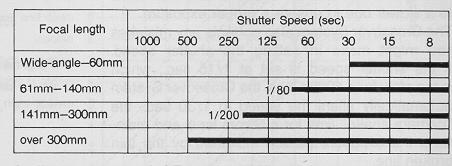 Focal length
Shutter Speed (sec)
1000 500 250 125 60 30 15 8
Wide-angle—60mm
61mm—140mm 1/80
141mm—300mm 1/200
over 300mm